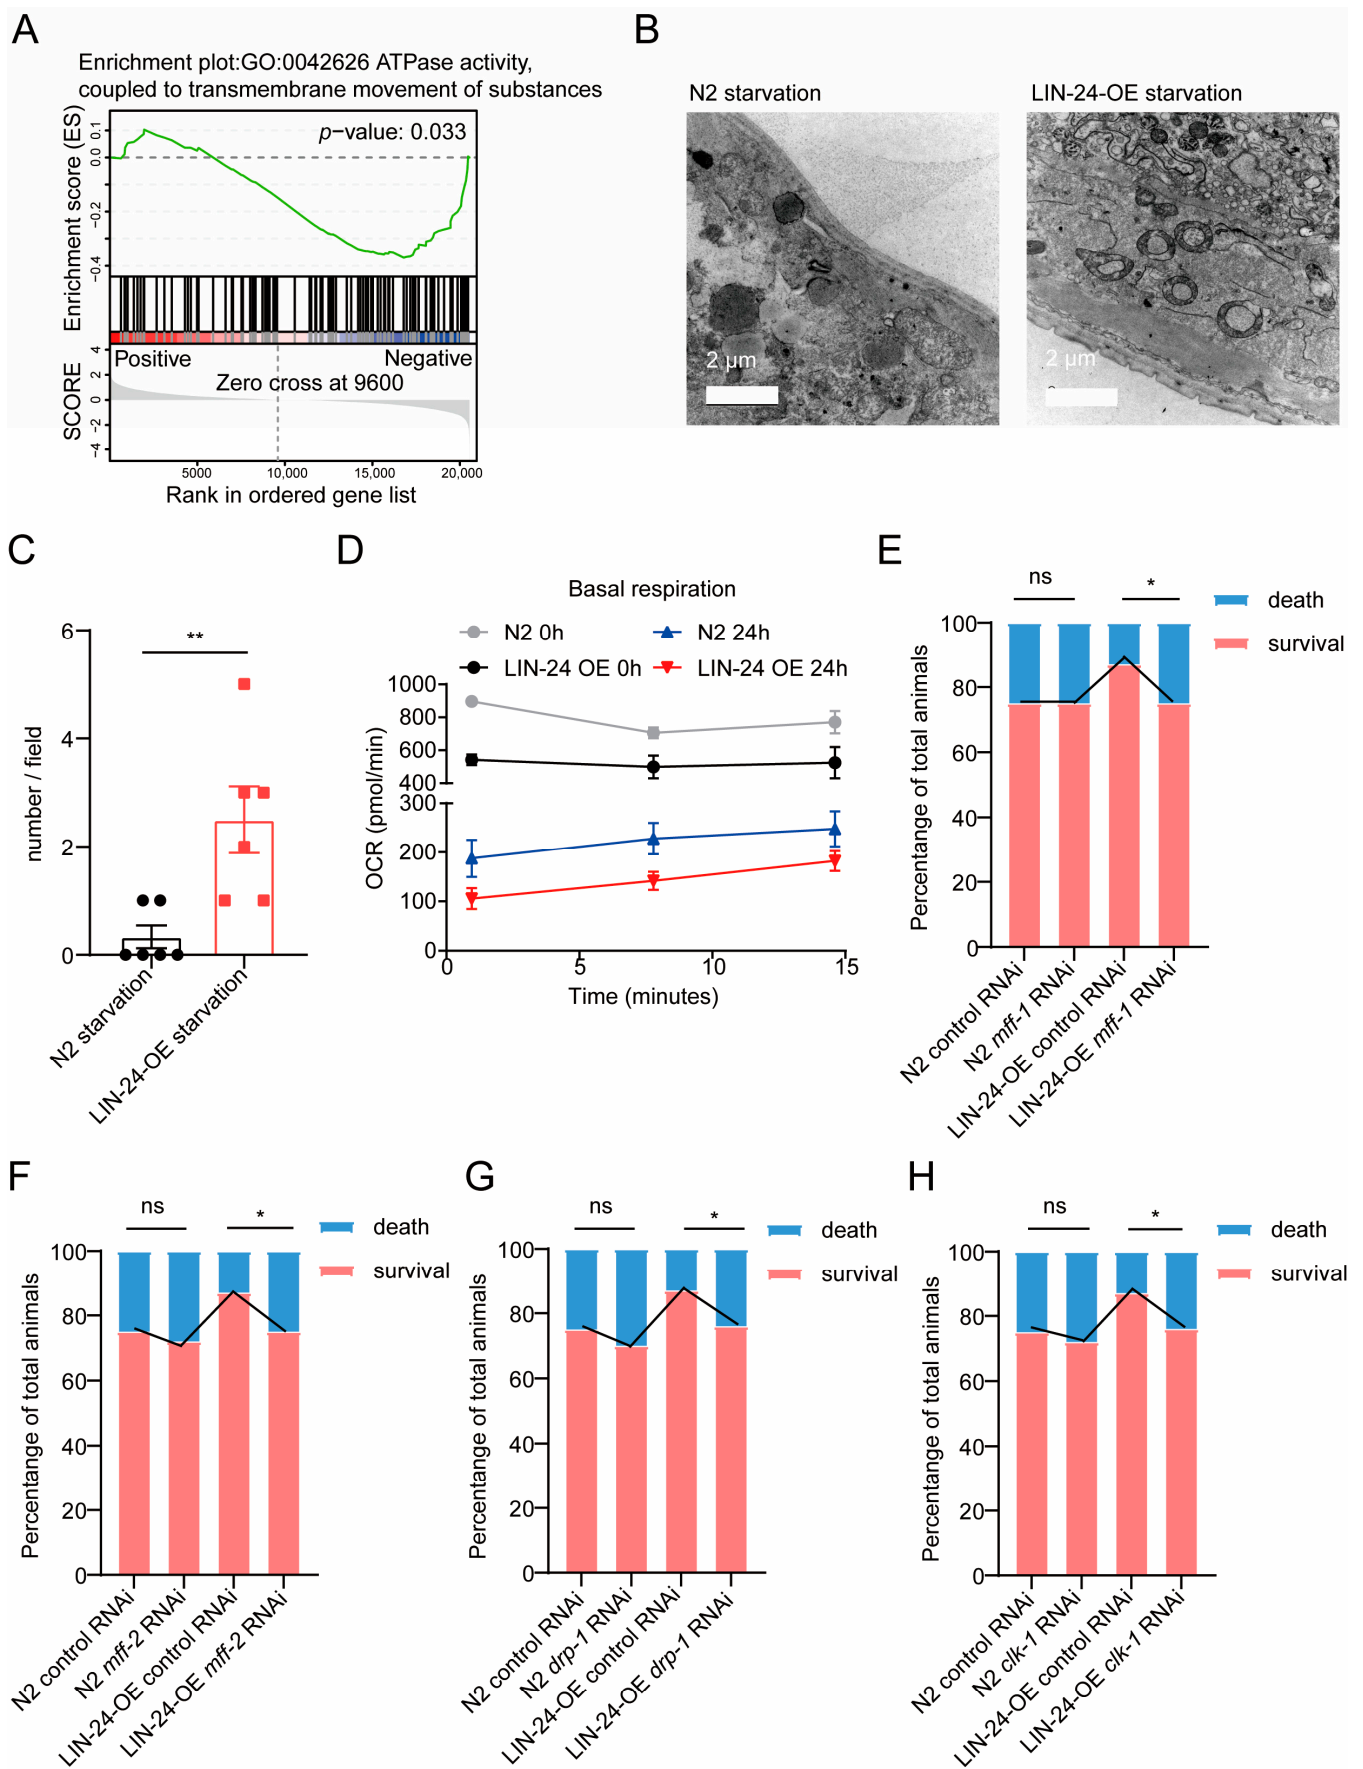 A
Enrichment plot:GO:0042626 ATPase activity,
coupled to transmembrane movement of substances
Enrichment score (ES)
0.1
0.0
−0.2
−0.4
p−value: 0.033
Positive
Negative
Zero cross at 9600
SCORE
4
2
0
−2
−4
5000
10,000
15,000
20,000
Rank in ordered gene list
B
N2 starvation
LIN-24-OE starvation
2 µm
2 µm
C
number / field
6
4
2
0
**
N2 starvation
LIN-24-OE starvation
D
Basal respiration
N2 0h
N2 24h
LIN-24 OE 0h
LIN-24 OE 24h
OCR (pmol/min)
1000
800
600
400
300
200
100
0
0
5
10
15
Time (minutes)
E
ns
*
death
survival
Percentange of total animals
100
80
60
40
20
0
N2 control RNAi
N2 mff-1 RNAi
LIN-24-OE control RNAi
LIN-24-OE mff-1 RNAi
F
ns
*
death
survival
Percentange of total animals
100
80
60
40
20
0
N2 control RNAi
N2 mff-2 RNAi
LIN-24-OE control RNAi
LIN-24-OE mff-2 RNAi
G
ns
*
death
survival
Percentange of total animals
100
80
60
40
20
0
N2 control RNAi
N2 drp-1 RNAi
LIN-24-OE control RNAi
LIN-24-OE drp-1 RNAi
H
ns
*
death
survival
Percentange of total animals
100
80
60
40
20
0
N2 control RNAi
N2 clk-1 RNAi
LIN-24-OE control RNAi
LIN-24-OE clk-1 RNAi